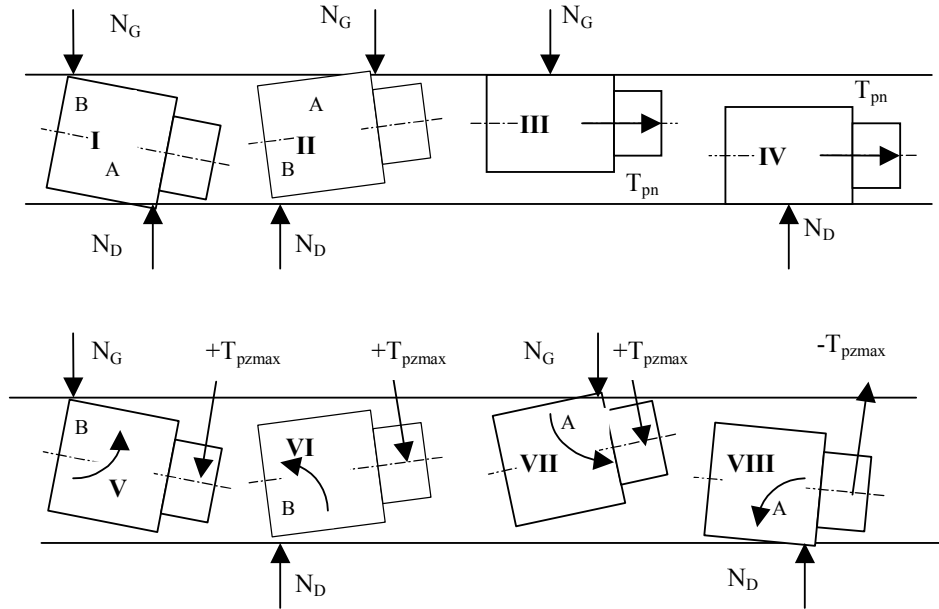 N_G N_G N_G
B I A
A II B
III
T_pn
IV
T_pn
N_D N_D N_D
N_G +T_pzmax +T_pzmax N_G +T_pzmax -T_pzmax
B V
VI B
A VII
VIII A
N_D N_D